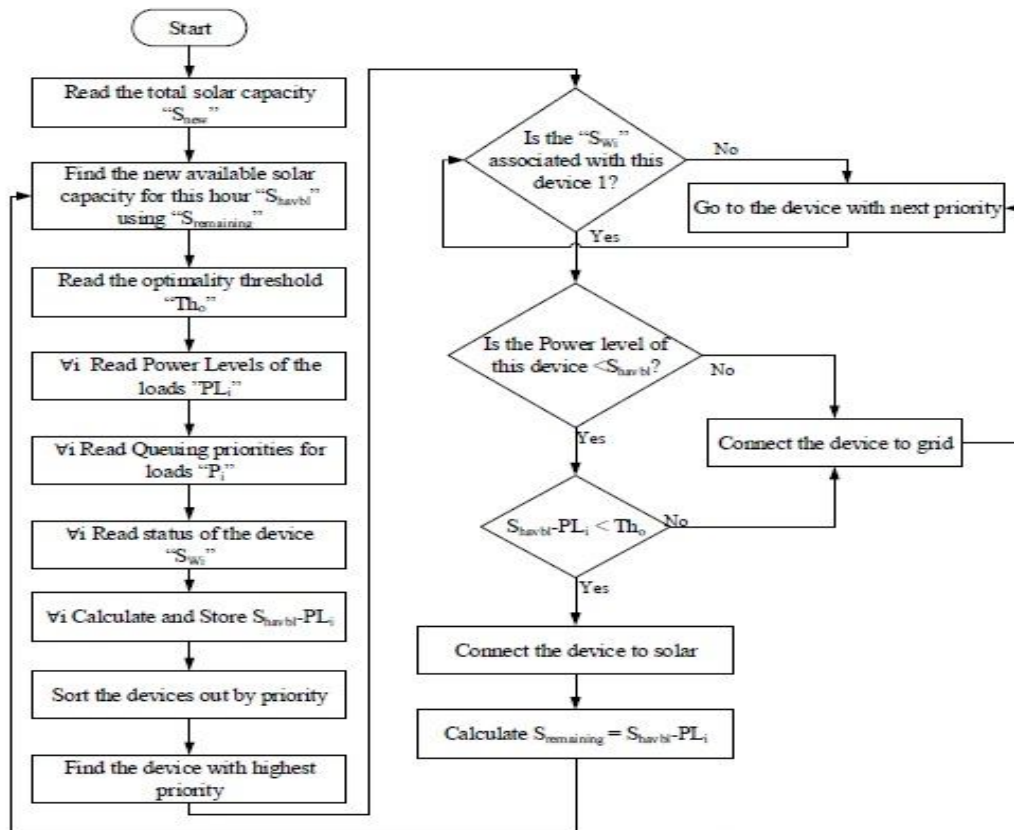 Start
Read the total solar capacity
“Snew”
Find the new available solar
capacity for this hour “Shavbl”
using “Sremaining”
Read the optimality threshold
“Tho”
∀i Read Power Levels of the
loads ”PLi”
∀i Read Queuing priorities for
loads “Pi”
∀i Read status of the device
“SWi”
∀i Calculate and Store Shavbl-PLi
Sort the devices out by priority
Find the device with highest
priority
Is the “SWi”
associated with this
device 1?
No
Go to the device with next priority
Yes
Is the Power level of
this device <Shavbl?
No
Connect the device to grid
Yes
Shavbl-PLi < Tho
No
Yes
Connect the device to solar
Calculate Sremaining = Shavbl-PLi